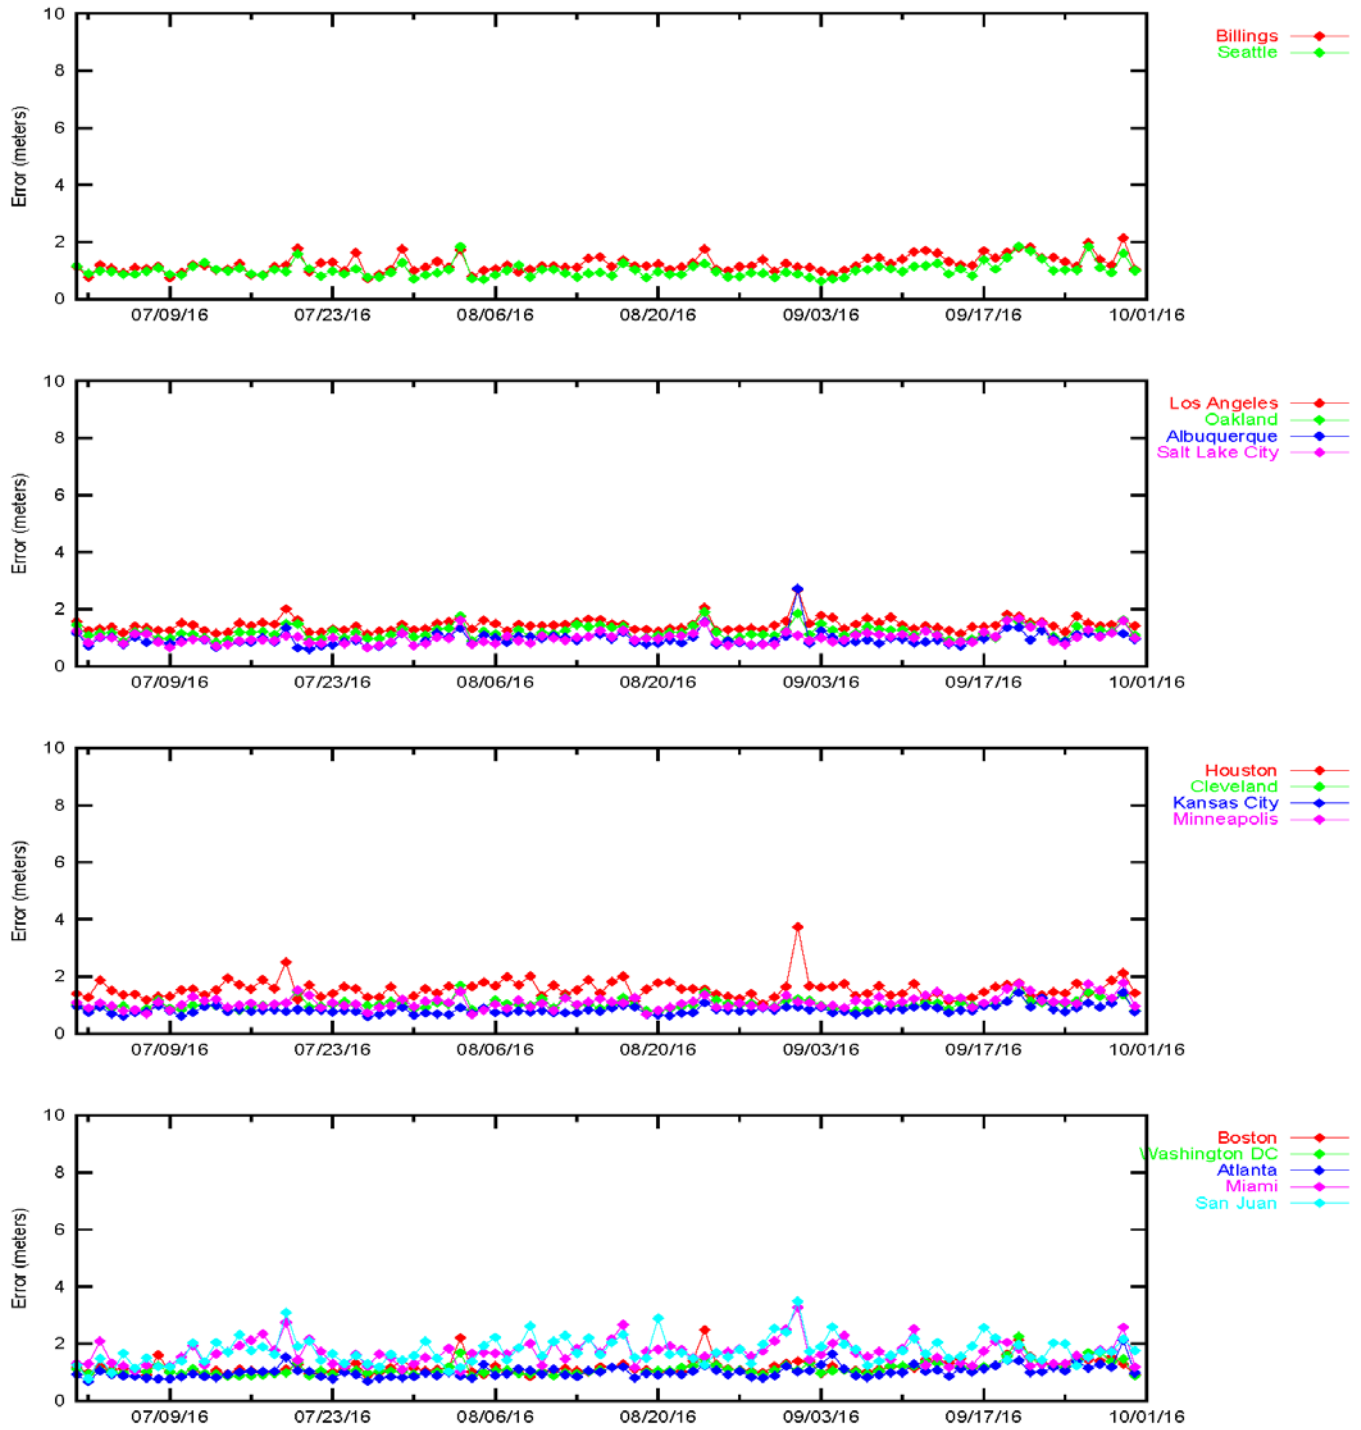 10
8
6
4
2
0
Error (meters)
Billings
Seattle
07/09/16 07/23/16 08/06/16 08/20/16 09/03/16 09/17/16 10/01/16
10
8
6
4
2
0
Error (meters)
Los Angeles
Oakland
Albuquerque
Salt Lake City
07/09/16 07/23/16 08/06/16 08/20/16 09/03/16 09/17/16 10/01/16
10
8
6
4
2
0
Error (meters)
Houston
Cleveland
Kansas City
Minneapolis
07/09/16 07/23/16 08/06/16 08/20/16 09/03/16 09/17/16 10/01/16
10
8
6
4
2
0
Error (meters)
Boston
Washington DC
Atlanta
Miami
San Juan
07/09/16 07/23/16 08/06/16 08/20/16 09/03/16 09/17/16 10/01/16